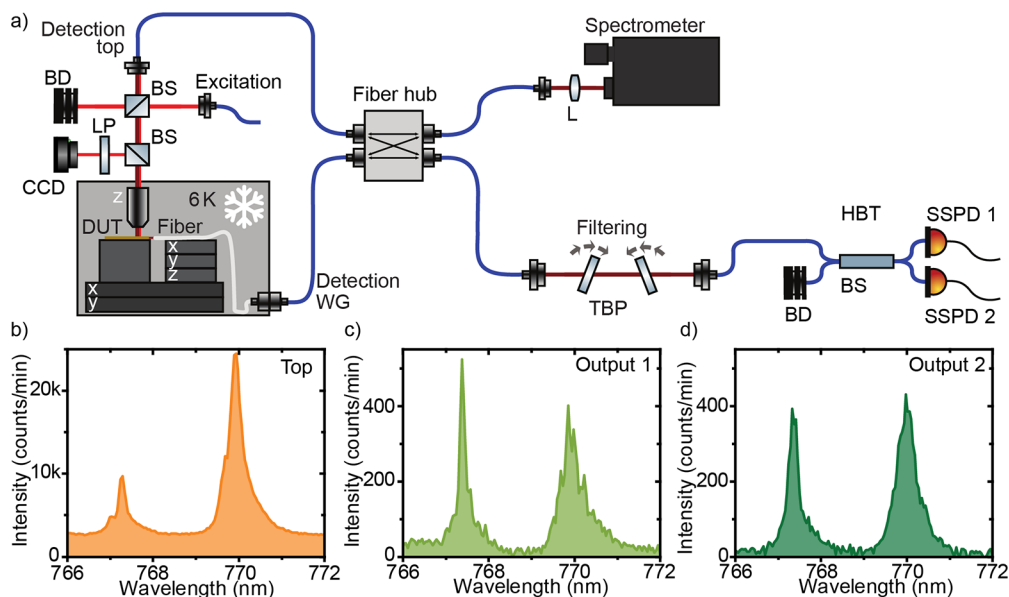 a)
Detection
top
BD
BS
Excitation
LP
BS
CCD
z
6 K
DUT
Fiber
x
y
z
x
y
Detection
WG
Fiber hub
L
Spectrometer
Filtering
TBP
HBT
BS
BD
SSPD 1
SSPD 2
b)
Intensity (counts/min)
20k
10k
0
Top
766 768 770 772
Wavelength (nm)
c)
Intensity (counts/min)
400
200
0
Output 1
766 768 770 772
Wavelength (nm)
d)
Intensity (counts/min)
400
200
0
Output 2
766 768 770 772
Wavelength (nm)